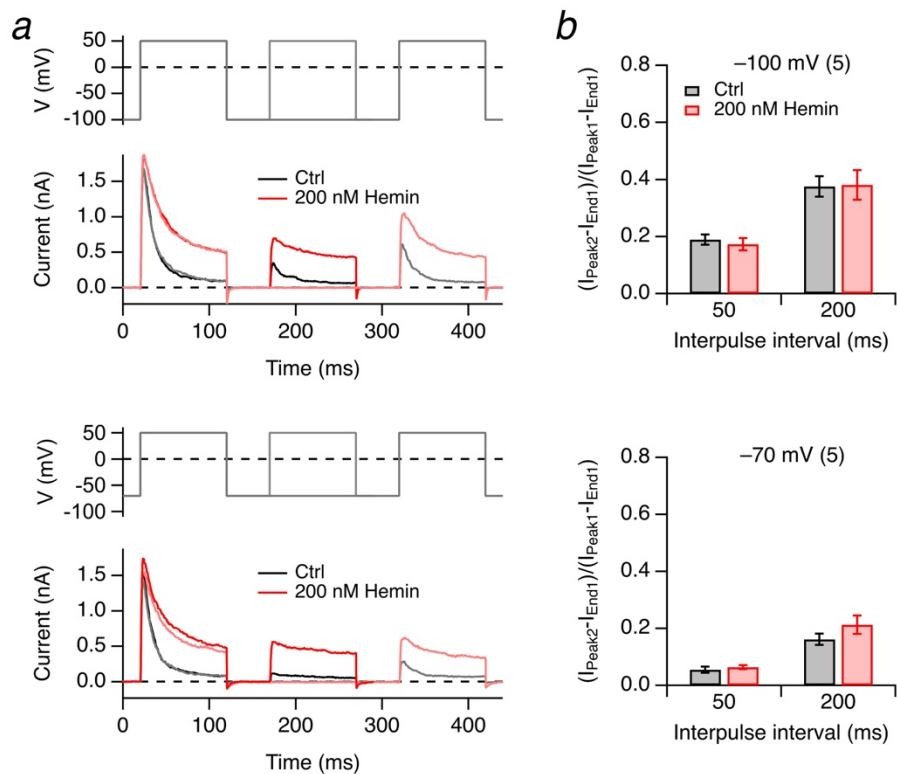 a
V (mV)
50
0
-50
-100
Current (nA)
1.5
1.0
0.5
0.0
Ctrl
200 nM Hemin
0 100 200 300 400
Time (ms)
b
–100 mV (5)
(IPeak2-IEnd1)/(IPeak1-IEnd1)
0.8
0.6
0.4
0.2
0.0
Ctrl
200 nM Hemin
50 200
Interpulse interval (ms)
V (mV)
50
0
-50
-100
Current (nA)
1.5
1.0
0.5
0.0
Ctrl
200 nM Hemin
0 100 200 300 400
Time (ms)
–70 mV (5)
(IPeak2-IEnd1)/(IPeak1-IEnd1)
0.8
0.6
0.4
0.2
0.0
50 200
Interpulse interval (ms)